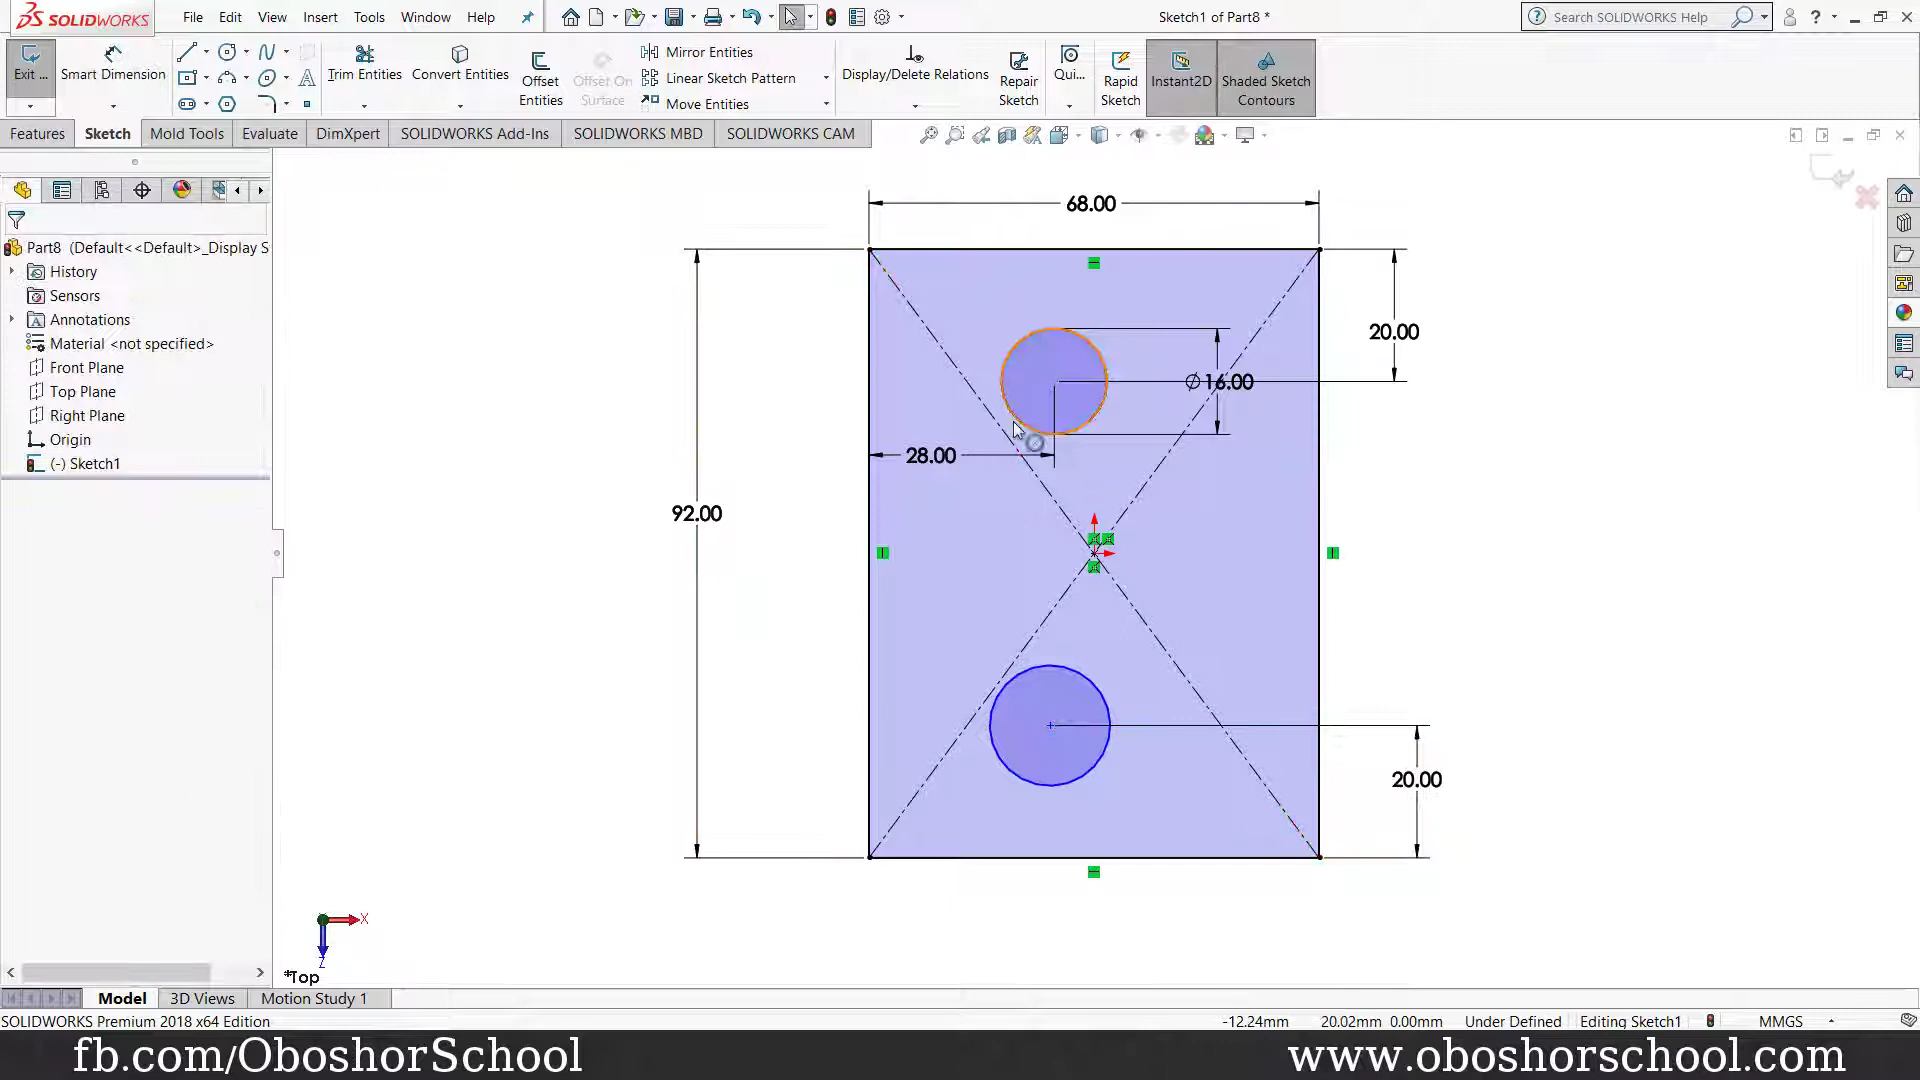 SOLIDWORKS
File Edit View Insert Tools Window Help
Sketch1 of Part8 *
Search SOLIDWORKS Help
Exit ...
Smart Dimension
Trim Entities
Convert Entities
Offset Entities
Offset On Surface
Mirror Entities
Linear Sketch Pattern
Move Entities
Display/Delete Relations
Repair Sketch
Qui...
Rapid Sketch
Instant2D
Shaded Sketch Contours
Features Sketch Mold Tools Evaluate DimXpert SOLIDWORKS Add-Ins SOLIDWORKS MBD SOLIDWORKS CAM
Part8 (Default<<Default>_Display S
History
Sensors
Annotations
Material <not specified>
Front Plane
Top Plane
Right Plane
Origin
(-) Sketch1
68.00
20.00
∅16.00
28.00
92.00
20.00
X
Z
*Top
Model 3D Views Motion Study 1
SOLIDWORKS Premium 2018 x64 Edition
-12.24mm 20.02mm 0.00mm Under Defined Editing Sketch1 MMGS
fb.com/OboshorSchool
www.oboshorschool.com